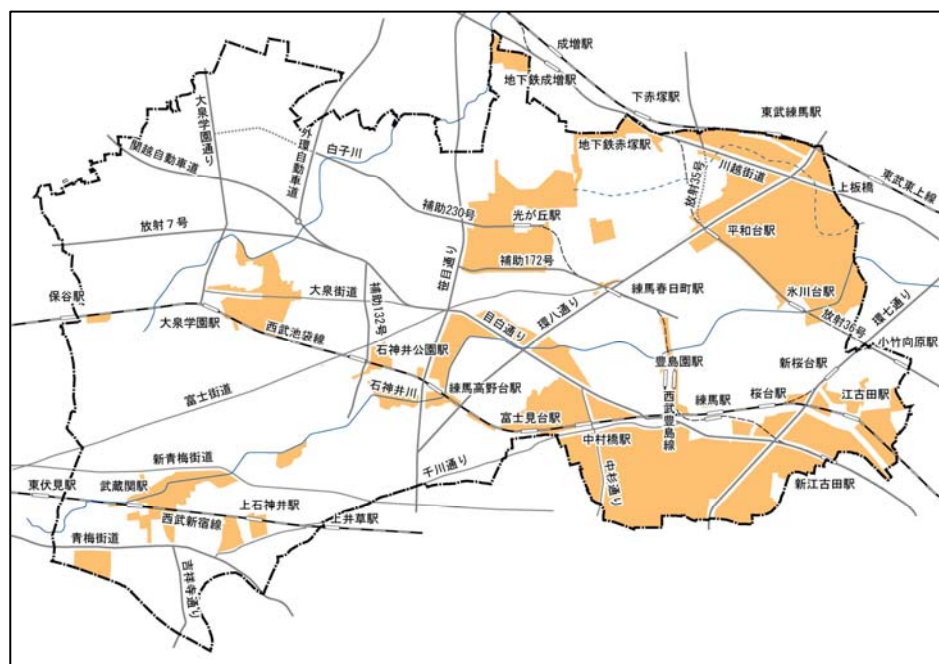 成増駅
地下鉄成増駅
下赤塚駅
東武練馬駅
大泉学園通り
外環自動車道
関越自動車道
白子川
地下鉄赤塚駅
川越街道
放射35号
上板橋
東武東上線
放射7号
補助230号
光が丘駅
平和台駅
笹目通り
補助172号
保谷駅
大泉街道
補助132号
練馬春日町駅
氷川台駅
環七通り
大泉学園駅
西武池袋線
目白通り
環八通り
放射36号
小竹向原駅
石神井公園駅
豊島園駅
新桜台駅
富士街道
石神井川
練馬高野台駅
西武豊島線
練馬駅
桜台駅
江古田駅
富士見台駅
中村橋駅
新青梅街道
千川通り
中杉通り
新江古田駅
東伏見駅
武蔵関駅
上石神井駅
西武新宿線
上井草駅
青梅街道
吉祥寺通り